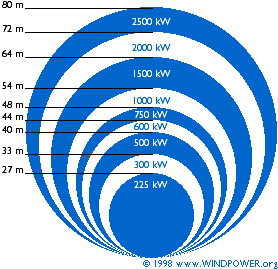 80 m
2500 kW
72 m
2000 kW
64 m
1500 kW
54 m
1000 kW
48 m
750 kW
44 m
600 kW
40 m
500 kW
33 m
300 kW
27 m
225 kW
© 1998 www.WINDPOWER.org